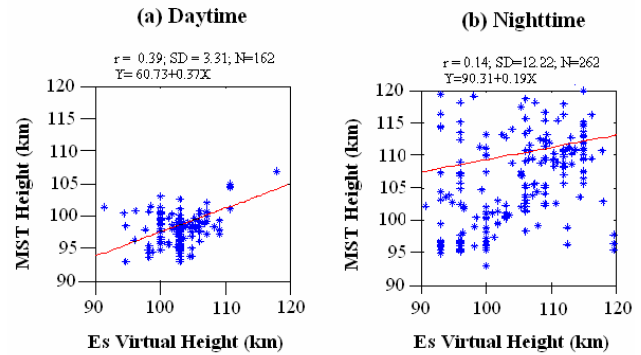 (a) Daytime
r = 0.39; SD = 3.31; N=162
Y= 60.73+0.37X
120
115
110
105
100
95
90
MST Height (km)
90 100 110 120
Es Virtual Height (km)
(b) Nighttime
r = 0.14; SD=12.22; N=262
Y=90.31+0.19X
120
115
110
105
100
95
90
MST Height (km)
90 100 110 120
Es Virtual Height (km)